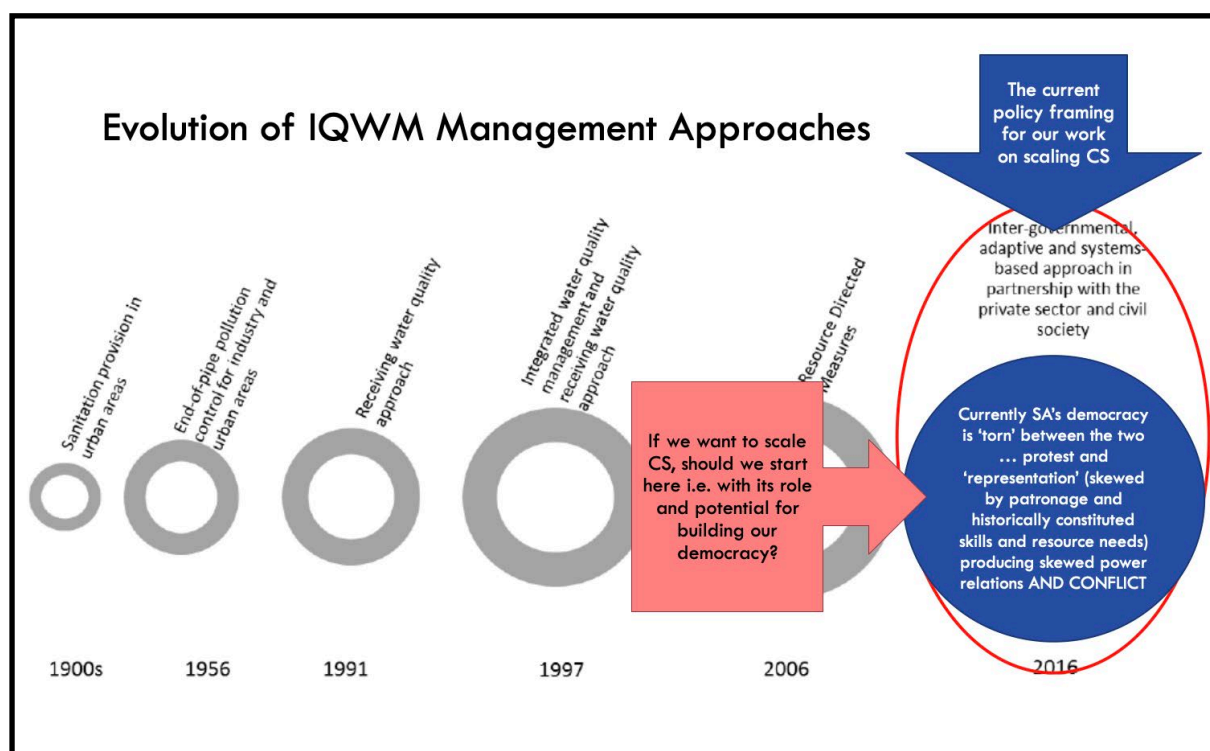 Evolution of IQWM Management Approaches
The current
policy framing
for our work
on scaling CS
Sanitation provision in
urban areas
End-of-pipe pollution
control for industry and
urban areas
Receiving water quality
approach
Integrated water quality
management and
receiving water quality
approach
Resource Directed
Measures
Inter-governmental,
adaptive and systems-
based approach in
partnership with the
private sector and civil
society
If we want to scale
CS, should we start
here i.e. with its role
and potential for
building our
democracy?
Currently SA's democracy
is 'torn' between the two
... protest and
'representation' (skewed
by patronage and
historically constituted
skills and resource needs)
producing skewed power
relations AND CONFLICT
1900s
1956
1991
1997
2006
2016